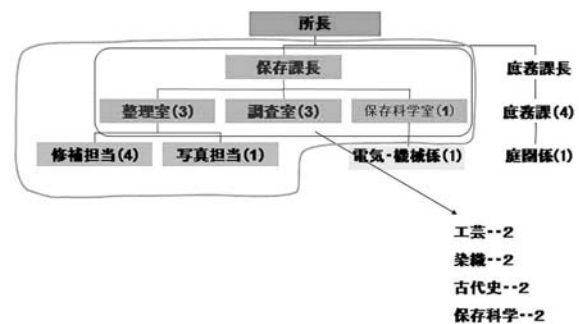 所長
保存課長 庶務課長
整理室(3) 調査室(3) 保存科学室(1) 庶務課(4)
修補担当(4) 写真担当(1) 電気・機械係(1) 庭園係(1)
工芸・・2
染織・・2
古代史・・2
保存科学・・2